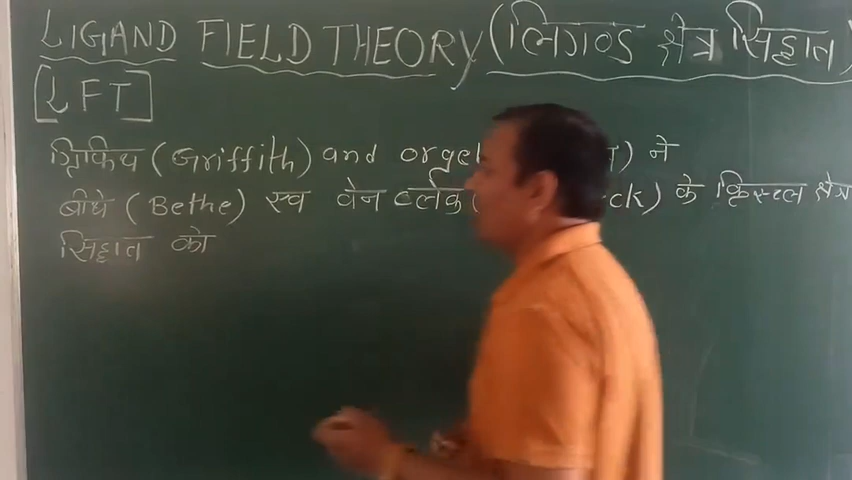 LIGAND FIELD THEORY (लिगण्ड क्षेत्र सिद्दात)
[LFT]
ग्रिफिथ (Griffith) and orgel ने
बीथे (Bethe) एव वेन व्लेक ( ck) के क्रिस्टल क्षेत्र
सिद्दात को